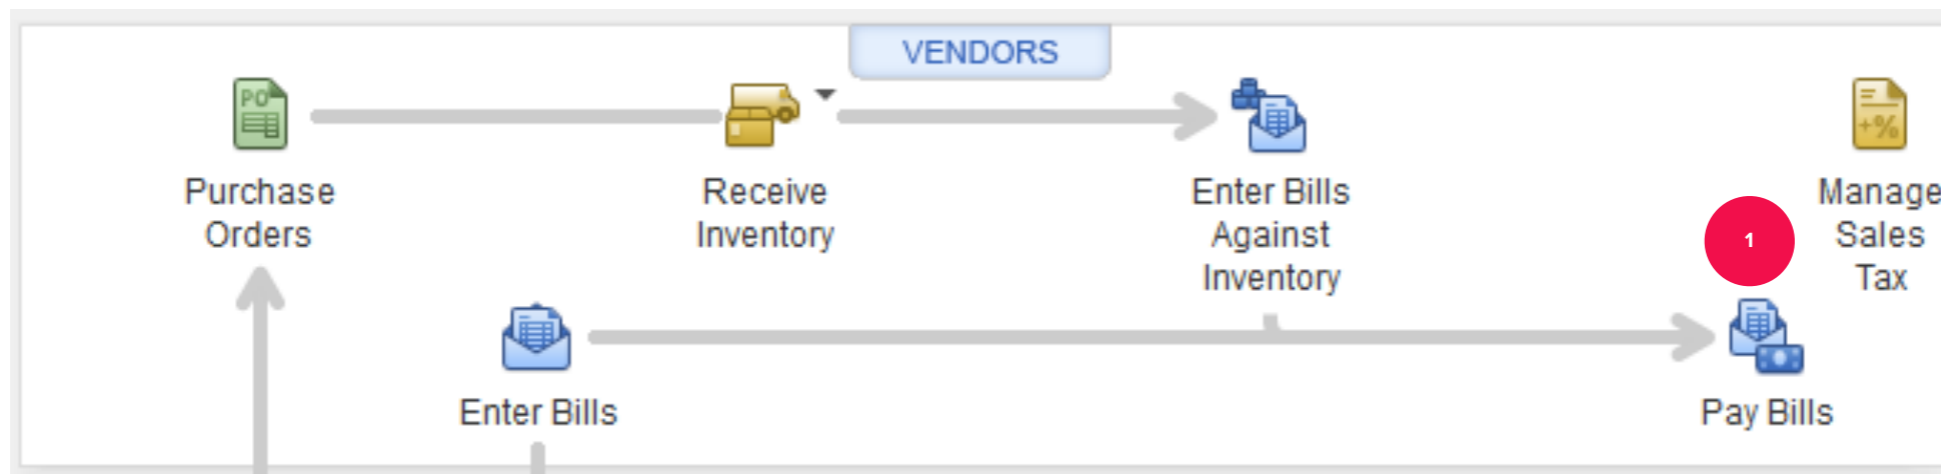 VENDORS
PO
Purchase
Orders
Receive
Inventory
Enter Bills
Against
Inventory
+%
Manage
Sales
Tax
1
Enter Bills
Pay Bills